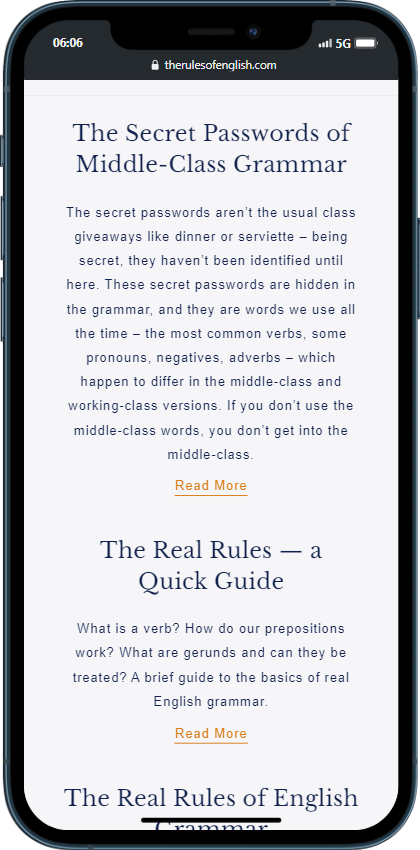 06:06
5G
therulesofenglish.com
The Secret Passwords of
Middle-Class Grammar
The secret passwords aren’t the usual class
giveaways like dinner or serviette – being
secret, they haven’t been identified until
here. These secret passwords are hidden in
the grammar, and they are words we use all
the time – the most common verbs, some
pronouns, negatives, adverbs – which
happen to differ in the middle-class and
working-class versions. If you don’t use the
middle-class words, you don’t get into the
middle-class.
Read More
The Real Rules — a
Quick Guide
What is a verb? How do our prepositions
work? What are gerunds and can they be
treated? A brief guide to the basics of real
English grammar.
Read More
The Real Rules of English
Grammar